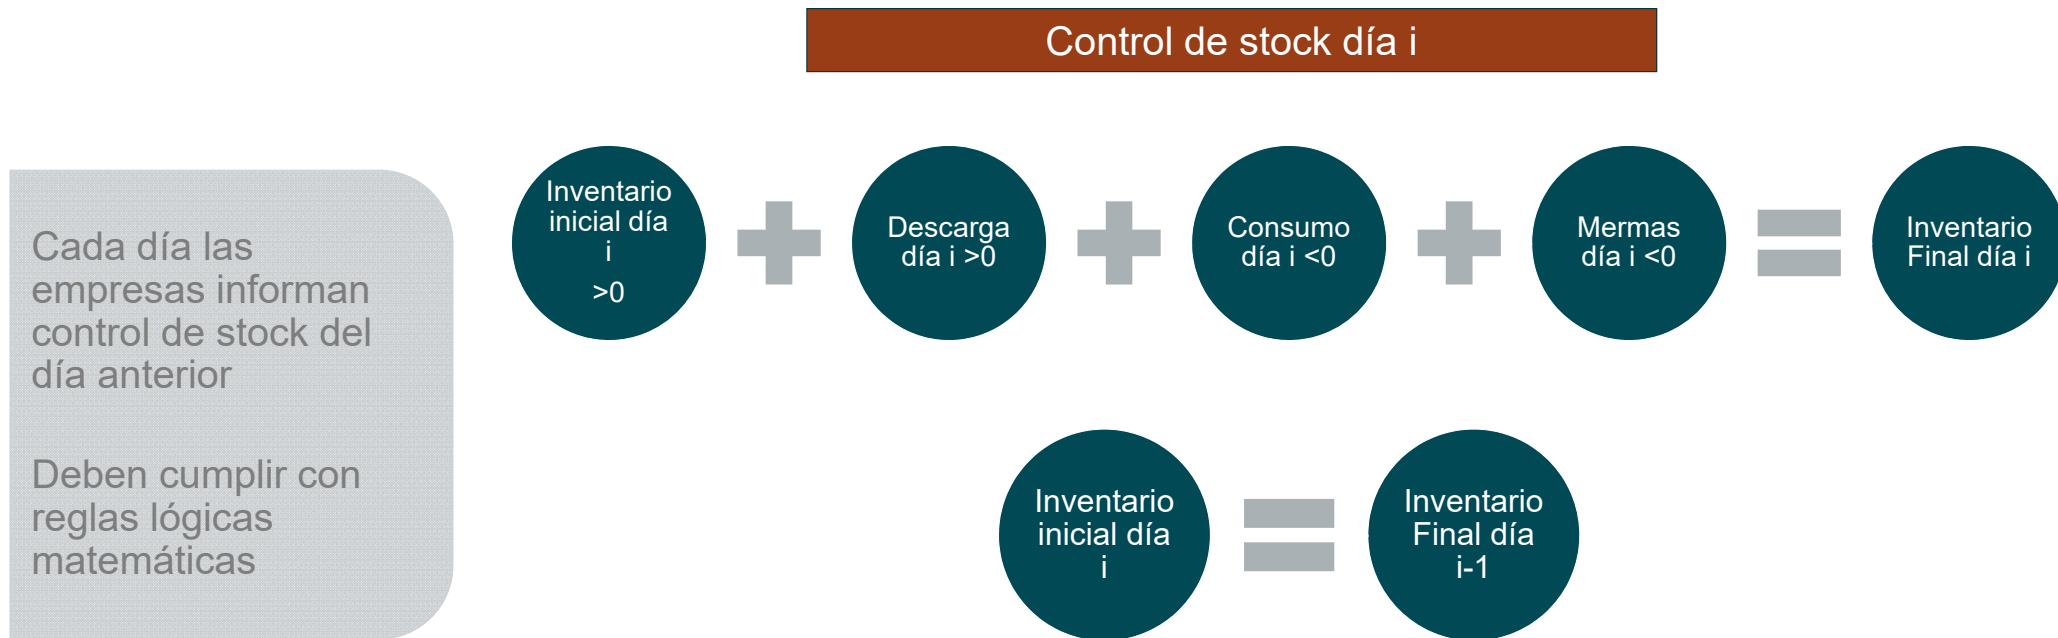 Control de stock día i
Cada día las
empresas informan
control de stock del
día anterior
Deben cumplir con
reglas lógicas
matemáticas
Inventario
inicial día
i
>0
Descarga
día i >0
Consumo
día i <0
Mermas
día i <0
Inventario
Final día i
Inventario
inicial día
i
Inventario
Final día
i-1